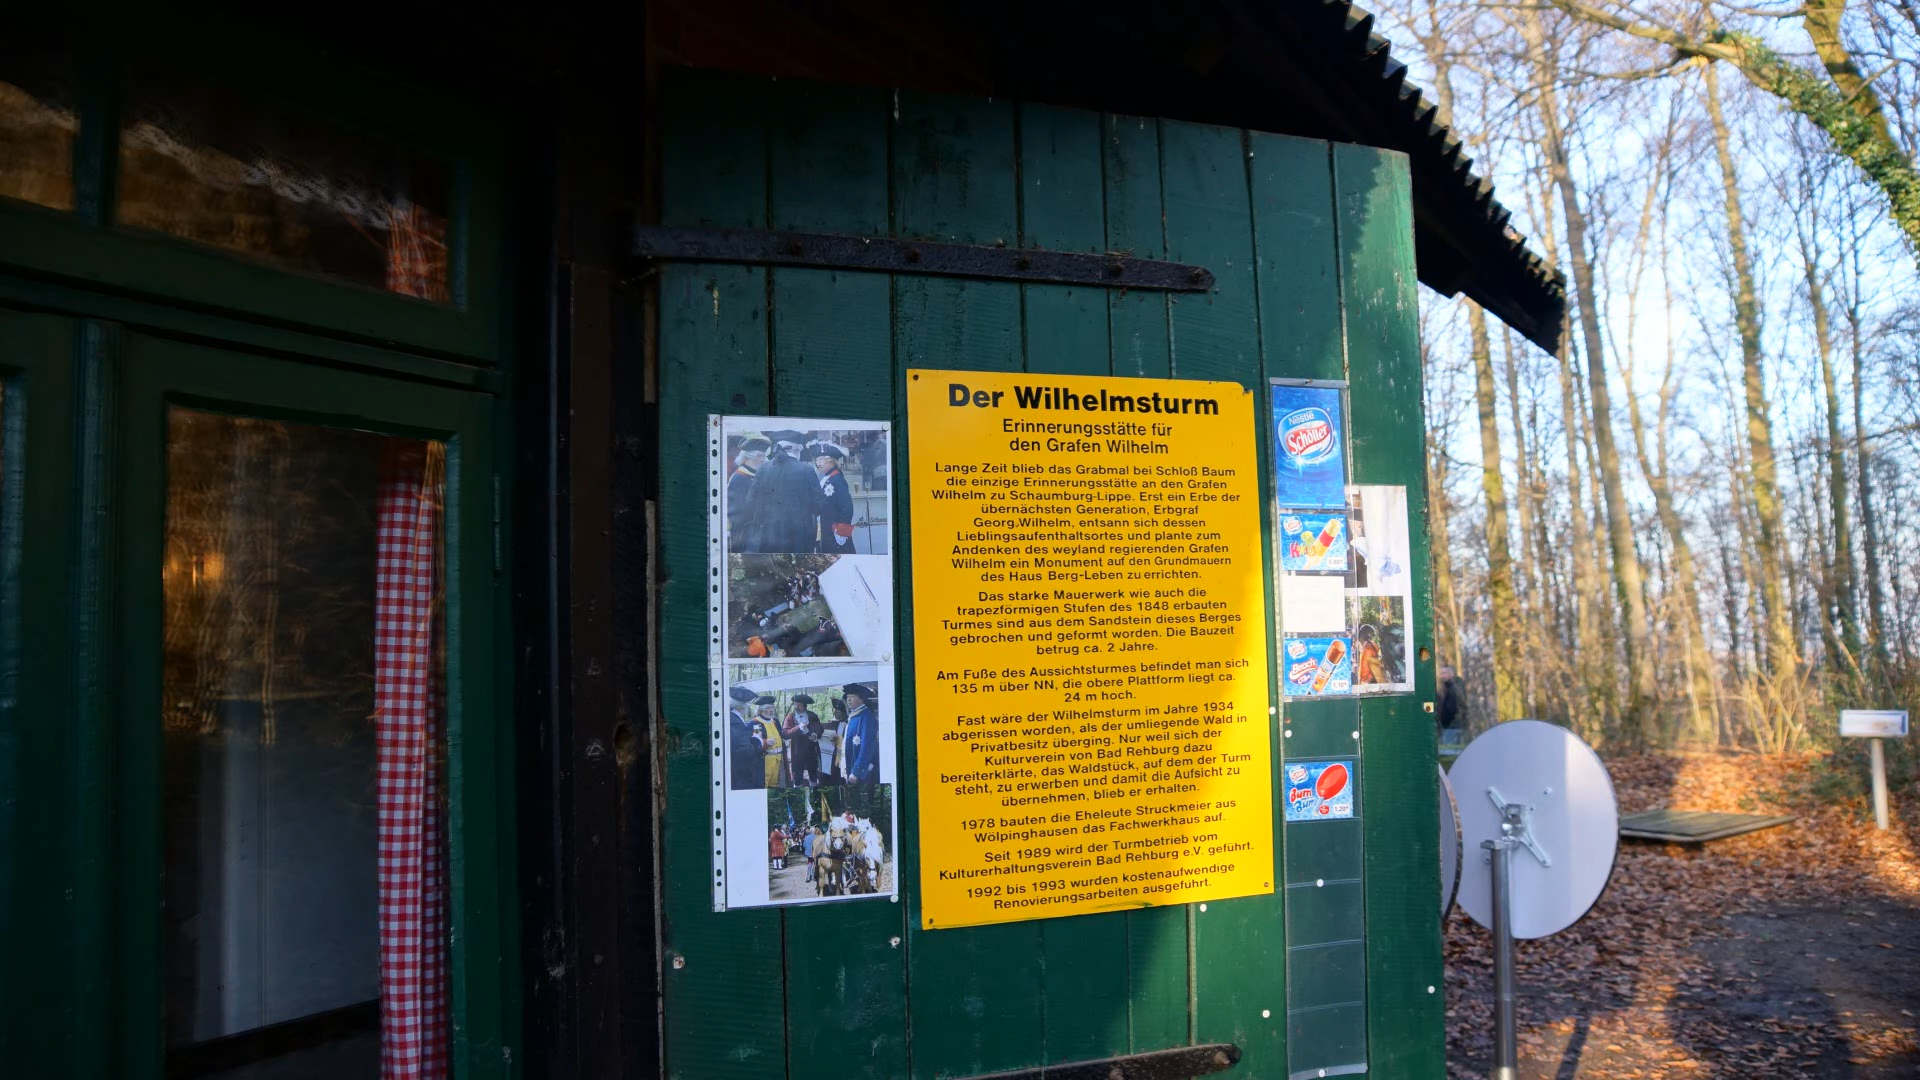 Der Wilhelmsturm
Erinnerungsstätte für
den Grafen Wilhelm
Lange Zeit blieb das Grabmal bei Schloß Baum
die einzige Erinnerungsstätte an den Grafen
Wilhelm zu Schaumburg-Lippe. Erst ein Erbe der
übernächsten Generation, Erbgraf
Georg,Wilhelm, entsann sich dessen
Lieblingsaufenthaltsortes und plante zum
Andenken des weyland regierenden Grafen
Wilhelm ein Monument auf den Grundmauern
des Haus Berg-Leben zu errichten.
Das starke Mauerwerk wie auch die
trapezförmigen Stufen des 1848 erbauten
Turmes sind aus dem Sandstein dieses Berges
gebrochen und geformt worden. Die Bauzeit
betrug ca. 2 Jahre.
Am Fuße des Aussichtsturmes befindet man sich
135 m über NN, die obere Plattform liegt ca.
24 m hoch.
Fast wäre der Wilhelmsturm im Jahre 1934
abgerissen worden, als der umliegende Wald in
Privatbesitz überging. Nur weil sich der
Kulturverein von Bad Rehburg dazu
bereiterklärte, das Waldstück, auf dem der Turm
steht, zu erwerben und damit die Aufsicht zu
übernehmen, blieb er erhalten.
1978 bauten die Eheleute Struckmeier aus
Wölpinghausen das Fachwerkhaus auf.
Seit 1989 wird der Turmbetrieb vom
Kulturerhaltungsverein Bad Rehburg e.V. geführt.
1992 bis 1993 wurden kostenaufwendige
Renovierungsarbeiten ausgeführt.
Nestlé
Schöller
Beach
Bum
Bum
1,20*